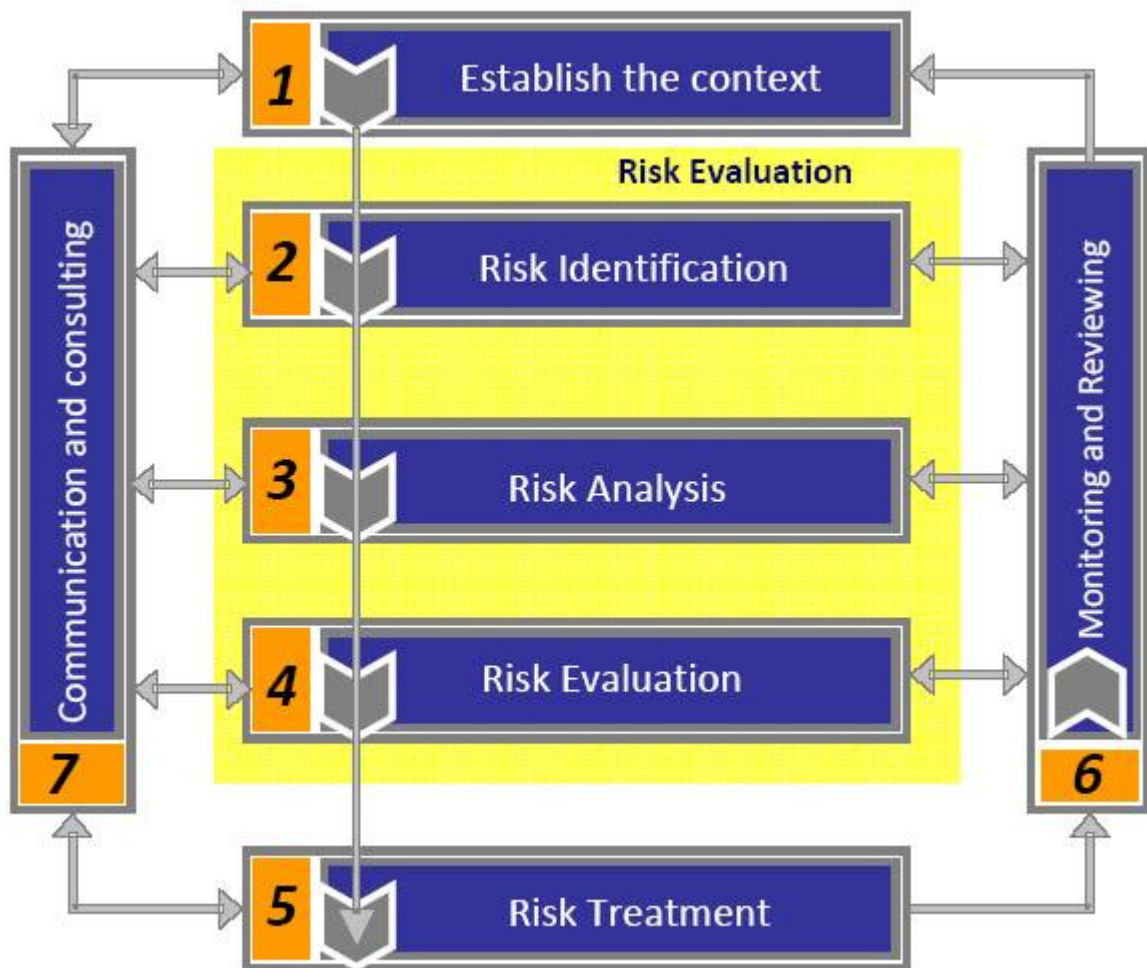 1
Establish the context
Risk Evaluation
2
Risk Identification
3
Risk Analysis
4
Risk Evaluation
5
Risk Treatment
Monitoring and Reviewing
6
Communication and consulting
7